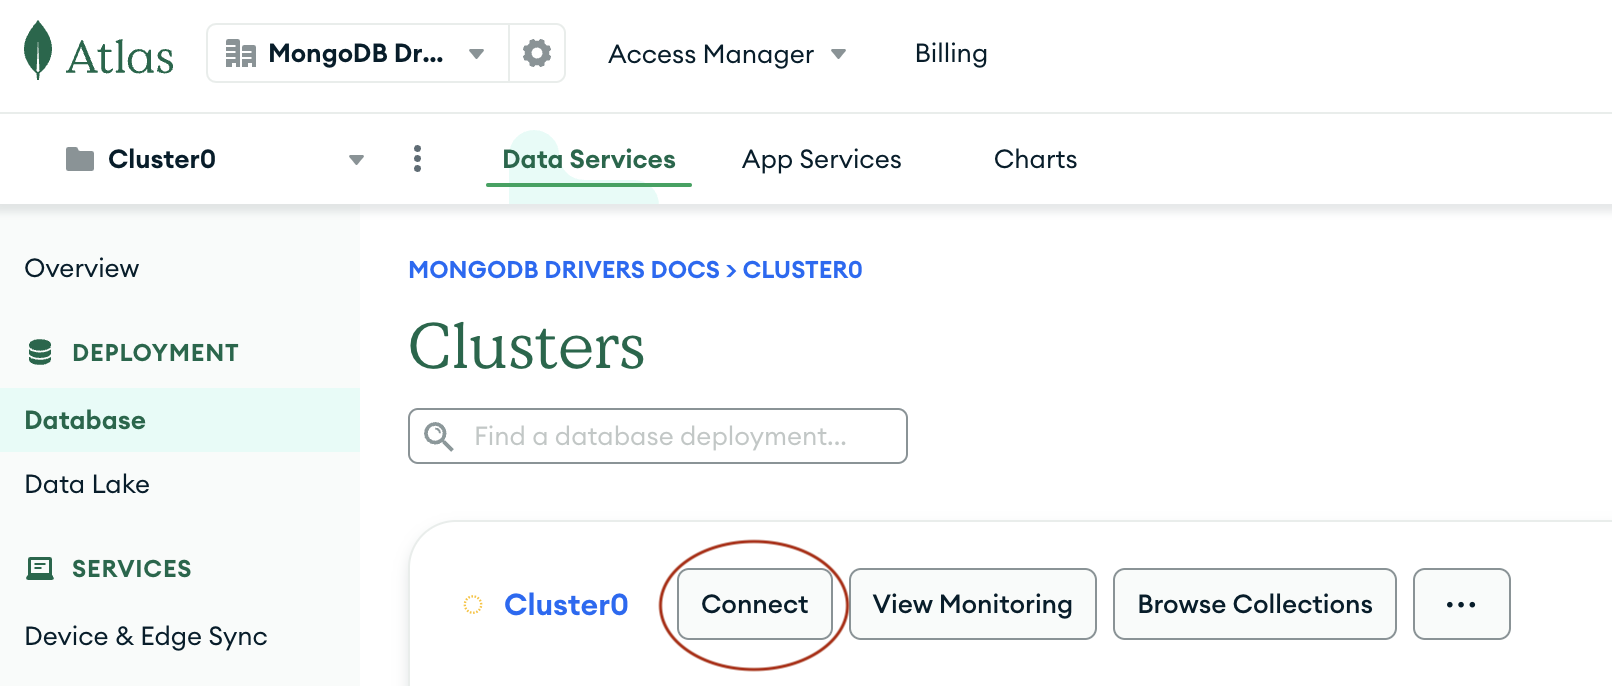 Atlas MongoDB Dr... Access Manager Billing
Cluster0 Data Services App Services Charts
Overview
DEPLOYMENT
Database
Data Lake
SERVICES
Device & Edge Sync
MONGODB DRIVERS DOCS > CLUSTER0
Clusters
Find a database deployment...
Cluster0 Connect View Monitoring Browse Collections ...